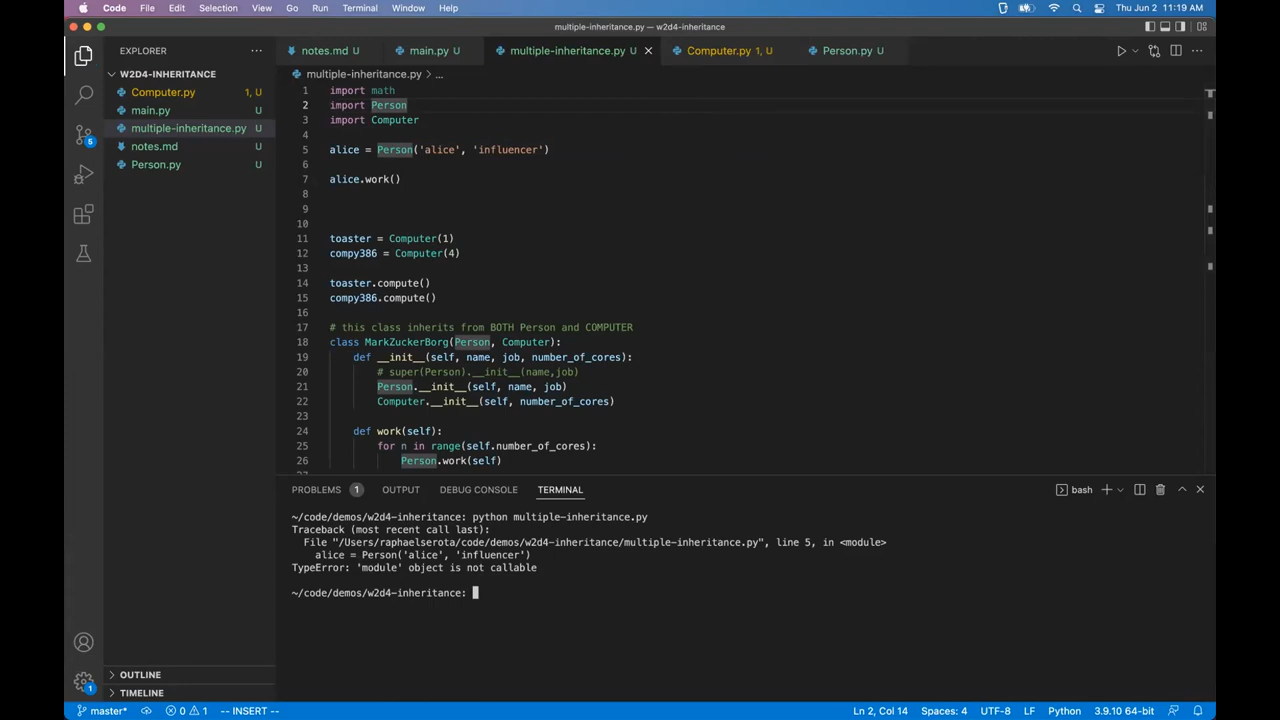 Code File Edit Selection View Go Run Terminal Window Help Thu Jun 2 11:19 AM
multiple-inheritance.py — w2d4-inheritance
EXPLORER ...
notes.md U main.py U multiple-inheritance.py U Computer.py 1, U Person.py U
W2D4-INHERITANCE
multiple-inheritance.py > ...
Computer.py 1, U
main.py U
multiple-inheritance.py U
notes.md U
Person.py U
5
1 import math
2 import Person
3 import Computer
4
5 alice = Person('alice', 'influencer')
6
7 alice.work()
8
9
10
11 toaster = Computer(1)
12 compy386 = Computer(4)
13
14 toaster.compute()
15 compy386.compute()
16
17 # this class inherits from BOTH Person and COMPUTER
18 class MarkZuckerBorg(Person, Computer):
19 def __init__(self, name, job, number_of_cores):
20 # super(Person).__init__(name,job)
21 Person.__init__(self, name, job)
22 Computer.__init__(self, number_of_cores)
23
24 def work(self):
25 for n in range(self.number_of_cores):
26 Person.work(self)
PROBLEMS 1 OUTPUT DEBUG CONSOLE TERMINAL bash
~/code/demos/w2d4-inheritance: python multiple-inheritance.py
Traceback (most recent call last):
File "/Users/raphaelserota/code/demos/w2d4-inheritance/multiple-inheritance.py", line 5, in <module>
alice = Person('alice', 'influencer')
TypeError: 'module' object is not callable
~/code/demos/w2d4-inheritance:
OUTLINE
TIMELINE
1
master* 0 1 -- INSERT -- Ln 2, Col 14 Spaces: 4 UTF-8 LF Python 3.9.10 64-bit